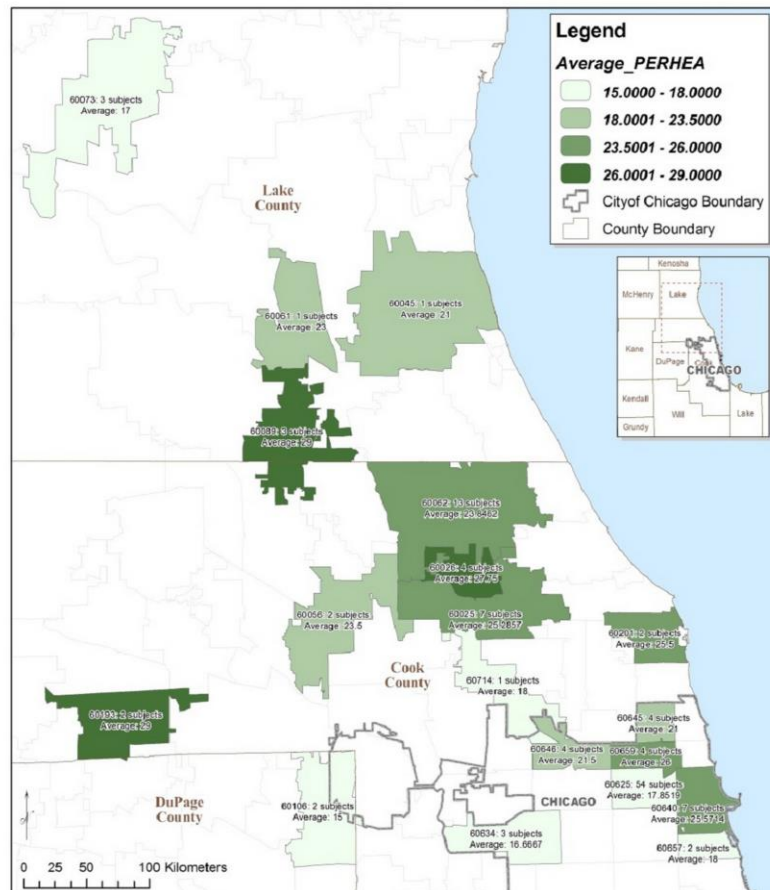 Legend
Average_PERHEA
15.0000 - 18.0000
18.0001 - 23.5000
23.5001 - 26.0000
26.0001 - 29.0000
Cityof Chicago Boundary
County Boundary
60073: 3 subjects
Average: 17
Lake
County
60061: 1 subjects
Average: 23
60045: 1 subjects
Average: 21
3 subjects
Average:
60062: 13 subjects
Average: 23.8462
60026: 4 subjects
Average: 27.75
60056: 2 subjects
Average: 23.5
60025: 7 subjects
Average: 25.2857
60201: 2 subjects
Average: 25.5
Cook
County
60714: 1 subjects
Average: 18
60193: 2 subjects
Average: 29
60645: 4 subjects
Average: 21
60646: 4 subjects
Average: 21.5
60659: 4 subjects
Average: 26
60625: 54 subjects
Average: 17.8519
60640: 7 subjects
Average: 25.5714
DuPage
County
60106: 2 subjects
Average: 15
CHICAGO
60634: 3 subjects
Average: 16.6667
60657: 2 subjects
Average: 18
0 25 50 100 Kilometers
Kenosha
McHenry
Lake
Kane
DuPage
CHICAGO
Kendall
Will
Lake
Grundy